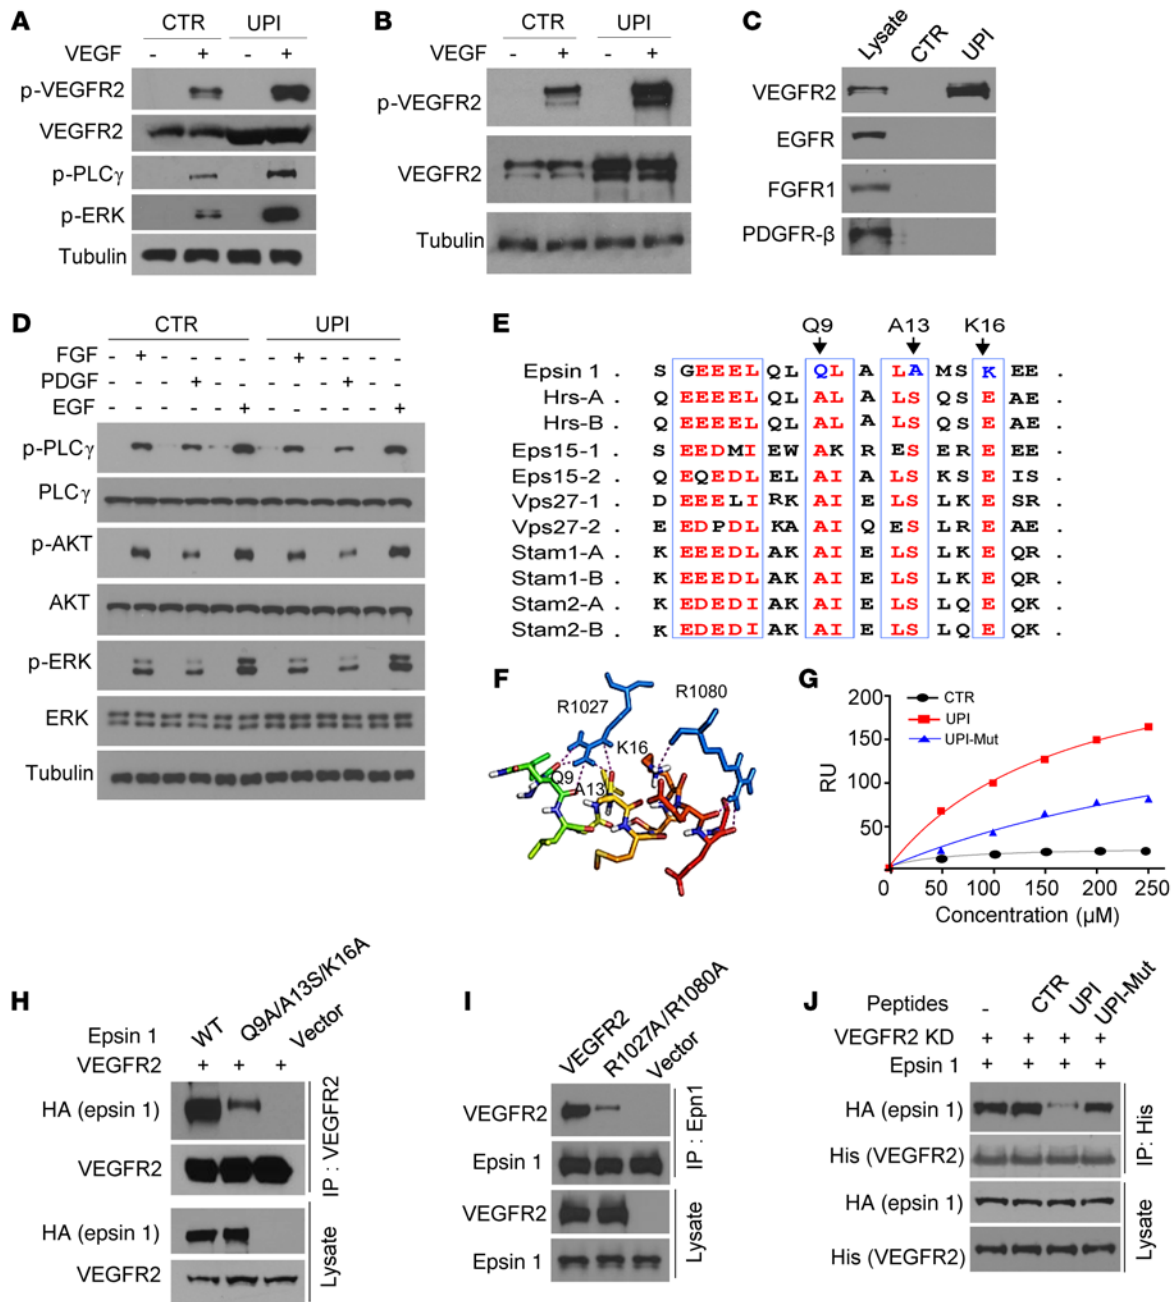 A
CTR UPI
VEGF - + - +
p-VEGFR2
VEGFR2
p-PLCγ
p-ERK
Tubulin
B
CTR UPI
VEGF - + - +
p-VEGFR2
VEGFR2
Tubulin
C
Lysate CTR UPI
VEGFR2
EGFR
FGFR1
PDGFR-β
D
CTR UPI
FGF - + - - - - - + - - - -
PDGF - - - + - - - - - + - -
EGF - - - - - + - - - - - +
p-PLCγ
PLCγ
p-AKT
AKT
p-ERK
ERK
Tubulin
E
Q9 A13 K16
Epsin 1 . S GEEEL QL QL A LA MS K EE .
Hrs-A . Q EEEEL QL AL A LS QS E AE .
Hrs-B . Q EEEEL QL AL A LS QS E AE .
Eps15-1 . S EEDMI EW AK R ES ER E EE .
Eps15-2 . E QEEDL EL AI A LS KS E IS .
Vps27-1 . D EEELI RK AI E LS LK E SR .
Vps27-2 . E EDPDL KA AI Q ES LR E AE .
Stam1-A . K EEEDL AK AI E LS LK E QR .
Stam1-B . K EEEDL AK AI E LS LK E QR .
Stam2-A . K EDEDI AK AI E LS LQ E QK .
Stam2-B . K EDEDI AK AI E LS LQ E QK .
F
R1027
R1080
K16
Q9
A13
G
RU
200
150
100
50
0 50 100 150 200 250
Concentration (μM)
CTR
UPI
UPI-Mut
H
Epsin 1 WT Q9A/A13S/K16A Vector
VEGFR2 + + +
HA (epsin 1)
VEGFR2
IP : VEGFR2
HA (epsin 1)
VEGFR2
Lysate
I
VEGFR2 R1027A/R1080A Vector
VEGFR2
Epsin 1
IP : Epn1
VEGFR2
Epsin 1
Lysate
J
Peptides - CTR UPI UPI-Mut
VEGFR2 KD + + + +
Epsin 1 + + + +
HA (epsin 1)
His (VEGFR2)
IP: His
HA (epsin 1)
His (VEGFR2)
Lysate